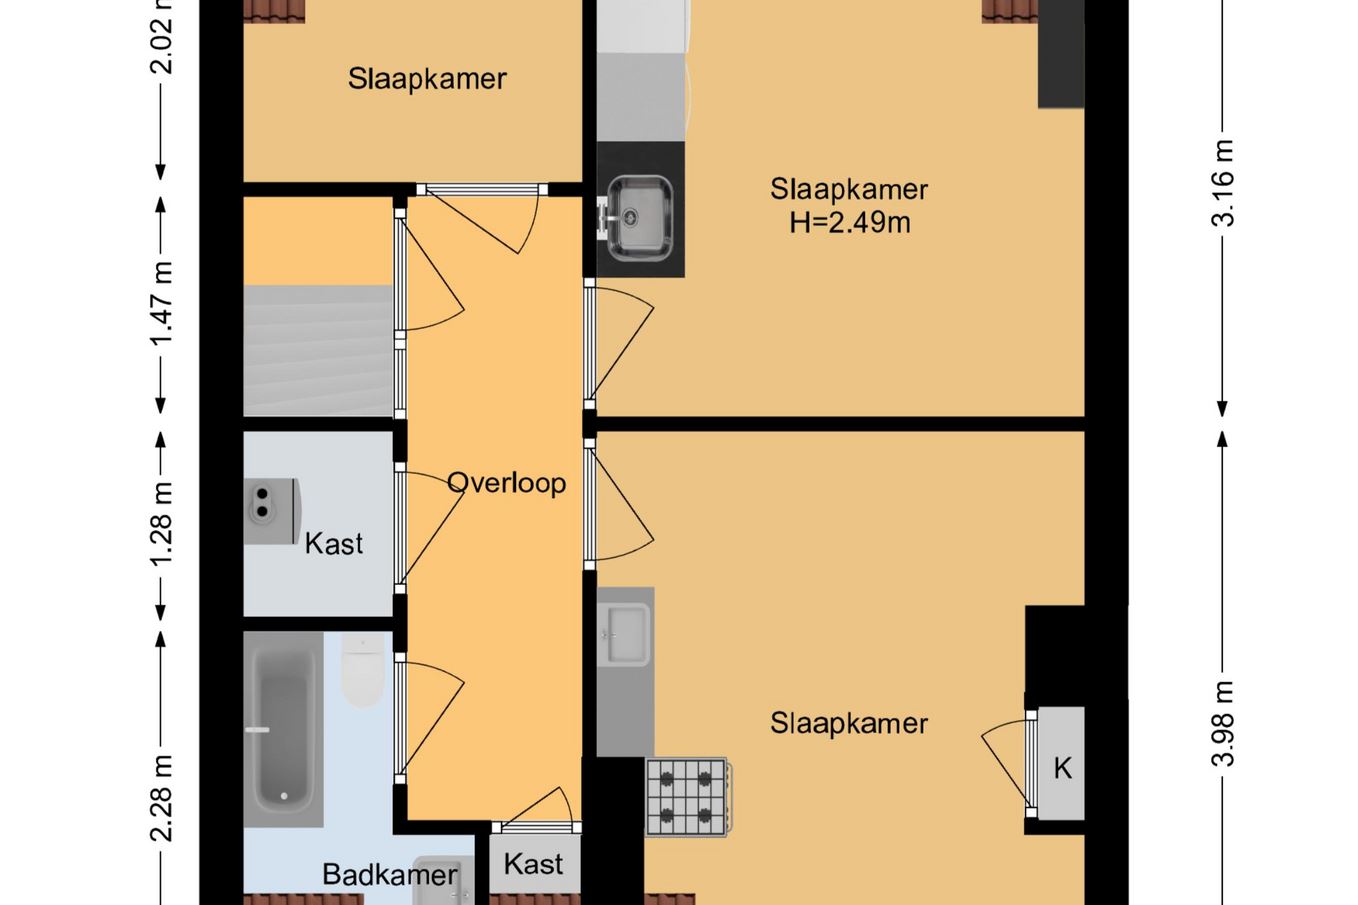 2.02 m
Slaapkamer
Slaapkamer
H=2.49m
3.16 m
1.47 m
Overloop
1.28 m
Kast
Slaapkamer
3.98 m
K
2.28 m
Kast
Badkamer